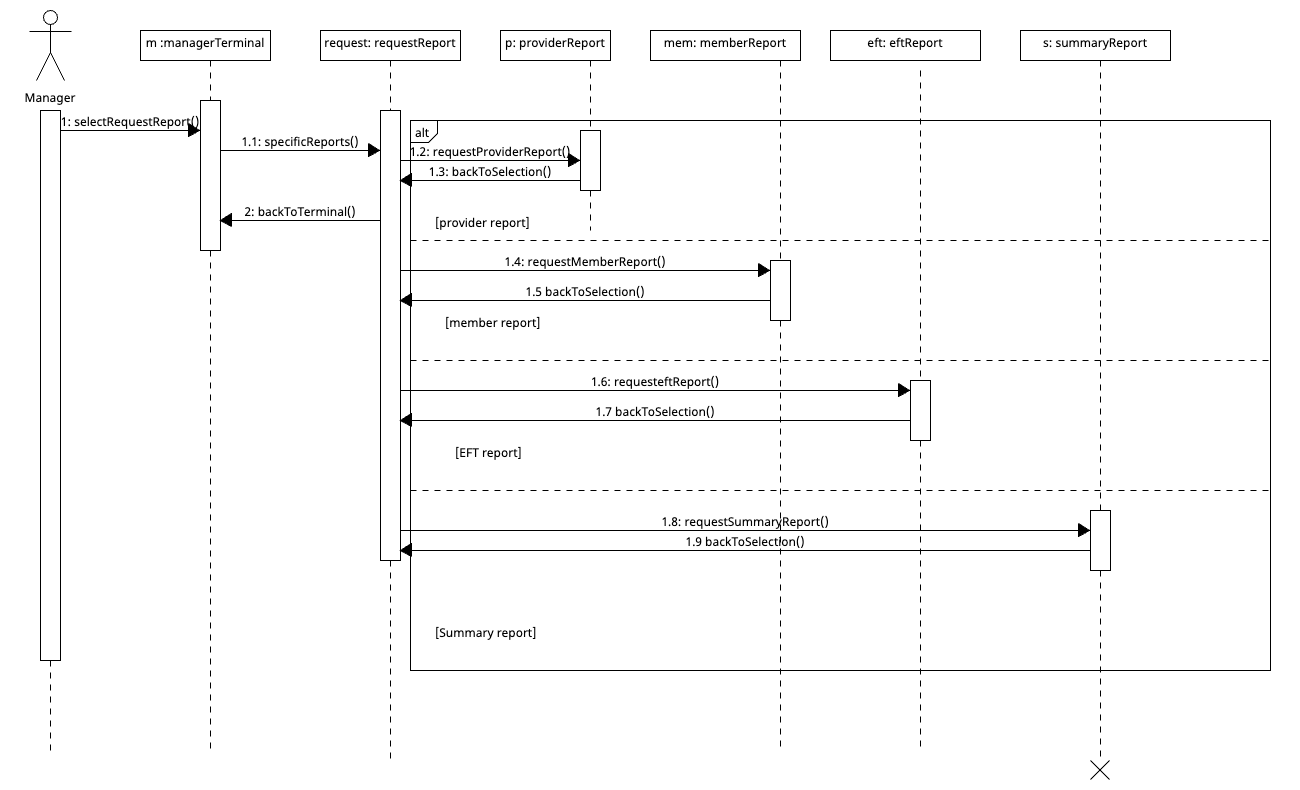 m :managerTerminal
request: requestReport
p: providerReport
mem: memberReport
eft: eftReport
s: summaryReport
Manager
1: selectRequestReport()
alt
1.1: specificReports()
1.2: requestProviderReport()
1.3: backToSelection()
2: backToTerminal()
[provider report]
1.4: requestMemberReport()
1.5 backToSelection()
[member report]
1.6: requesteftReport()
1.7 backToSelection()
[EFT report]
1.8: requestSummaryReport()
1.9 backToSelection()
[Summary report]